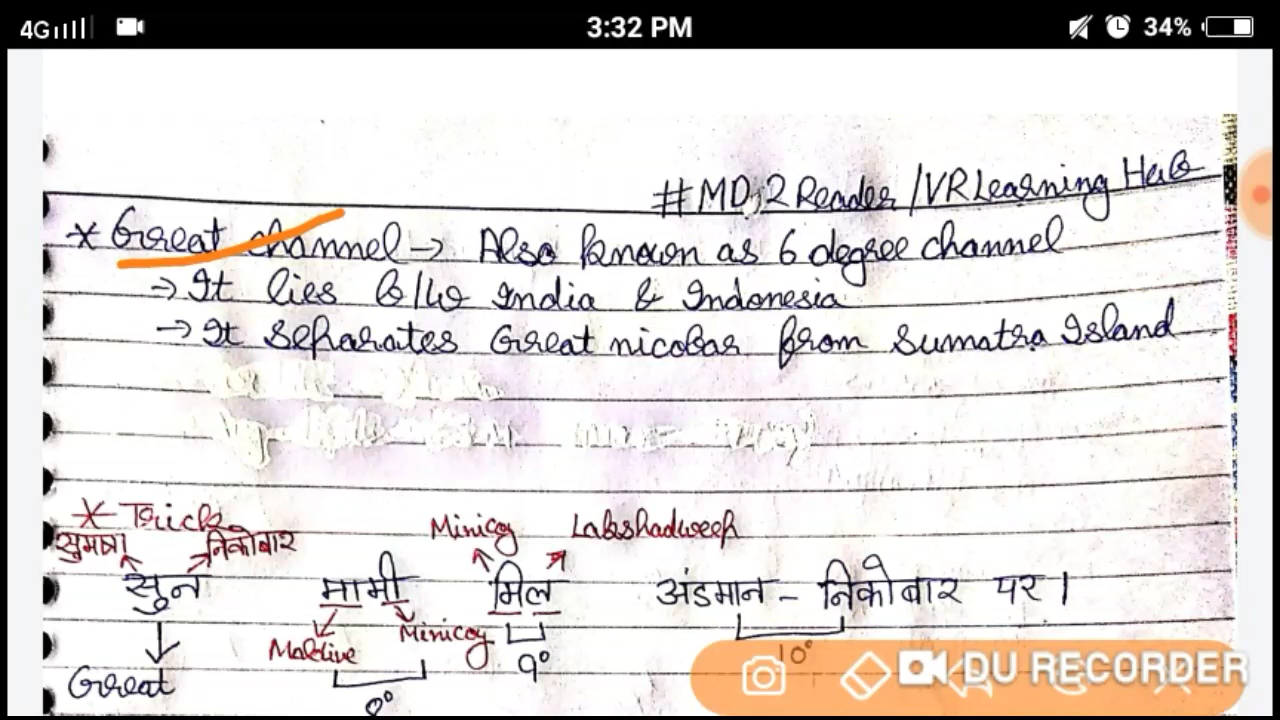 4G 3:32 PM 34%
#MD,2 Reader /VR Learning Hub
* Great channel → Also known as 6 degree channel
→ It lies b/w India & Indonesia
→ It separates Great nicobar from Sumatra Island
* Trick
सुमात्रा निकोबार Minicoy Lakshadweep
सुन मामी मिल अंडमान - निकोबार पर ।
Maldive Minicoy 9° 10°
Great 8°
DU RECORDER